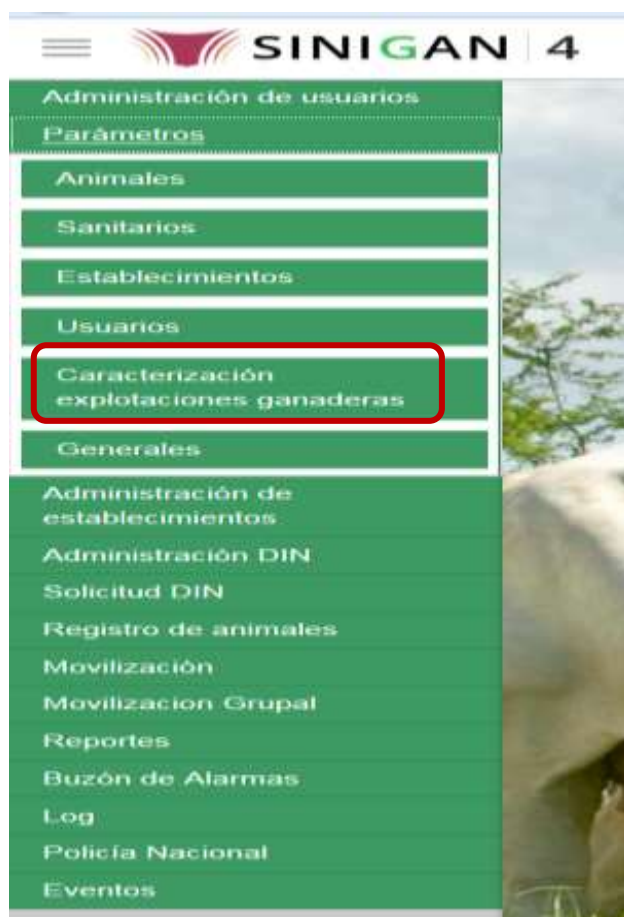 SINIGAN | 4
Administración de usuarios
Parámetros
Animales
Sanitarios
Establecimientos
Usuarios
Caracterización
explotaciones ganaderas
Generales
Administración de
establecimientos
Administración DIN
Solicitud DIN
Registro de animales
Movilización
Movilizacion Grupal
Reportes
Buzón de Alarmas
Log
Policía Nacional
Eventos